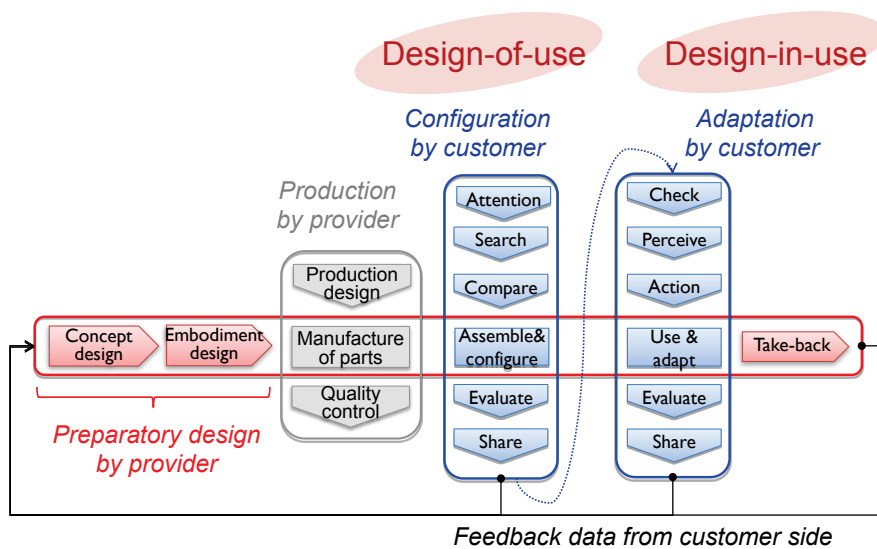 Design-of-use
Design-in-use
Configuration
by customer
Adaptation
by customer
Production
by provider
Attention
Search
Compare
Assemble&
configure
Evaluate
Share
Check
Perceive
Action
Use &
adapt
Evaluate
Share
Production
design
Manufacture
of parts
Quality
control
Concept
design
Embodiment
design
Take-back
Preparatory design
by provider
Feedback data from customer side